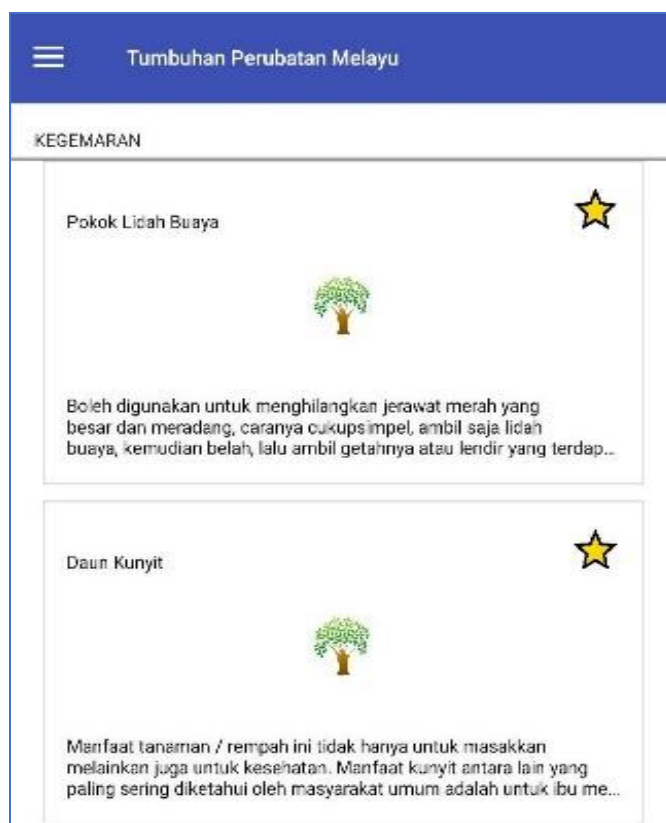 Tumbuhan Perubatan Melayu
KEGEMARAN
Pokok Lidah Buaya
Boleh digunakan untuk menghilangkan jerawat merah yang
besar dan meradang, caranya cukupsimpel, ambil saja lidah
buaya, kemudian belah, lalu ambil getahnya atau lendir yang terdap...
Daun Kunyit
Manfaat tanaman / rempah ini tidak hanya untuk masakkan
melainkan juga untuk kesehatan. Manfaat kunyit antara lain yang
paling sering diketahui oleh masyarakat umum adalah untuk ibu me...